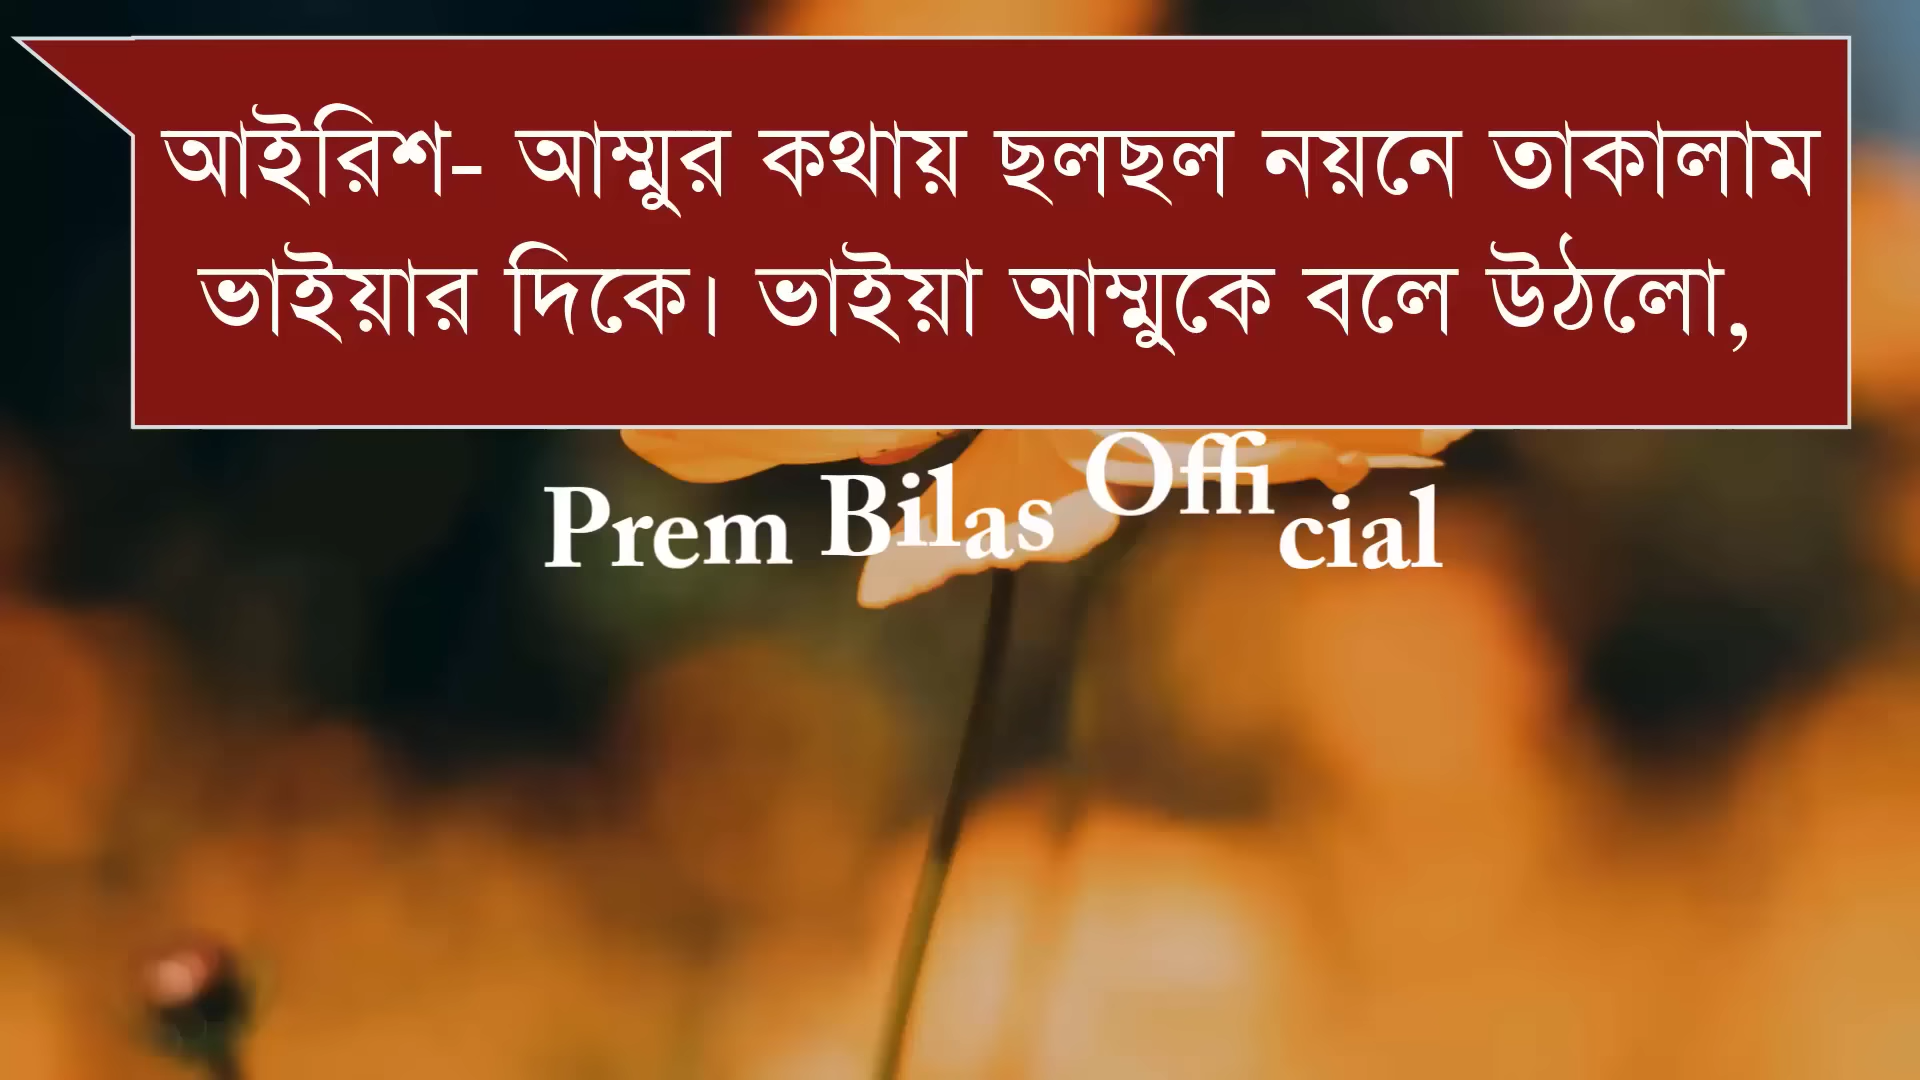 আইরিশ- আম্মুর কথায় ছলছল নয়নে তাকালাম
ভাইয়ার দিকে। ভাইয়া আম্মুকে বলে উঠলো,
Prem Bilas Official